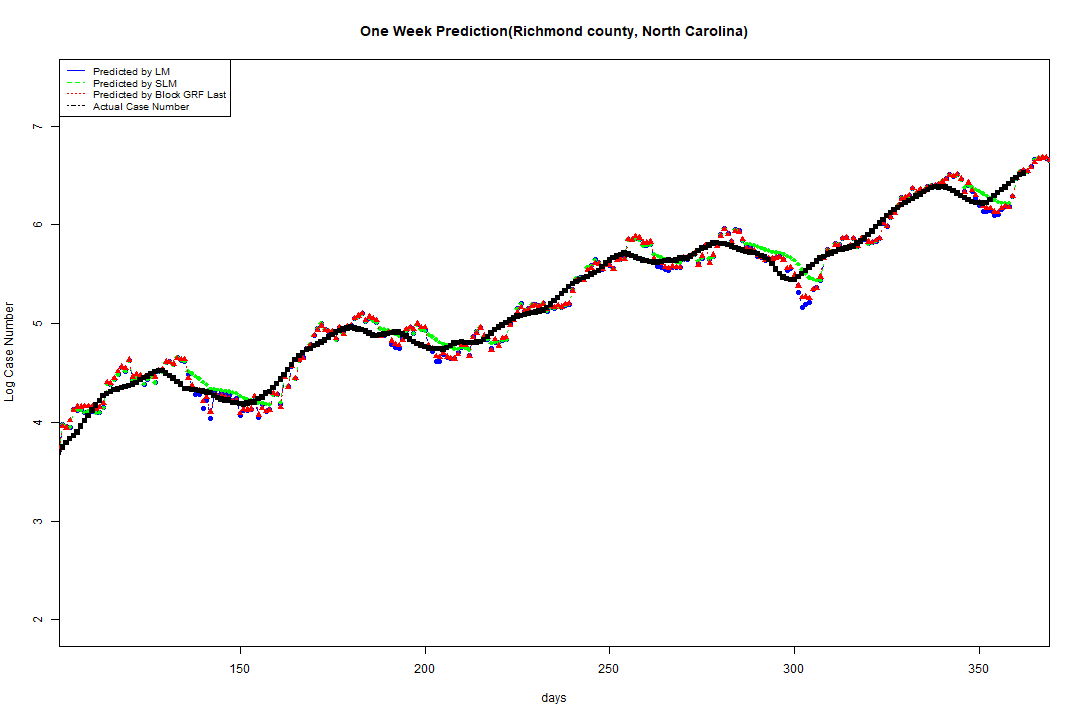 One Week Prediction(Richmond county, North Carolina)
Predicted by LM
Predicted by SLM
Predicted by Block GRF Last
Actual Case Number
7
6
5
4
3
2
Log Case Number
150 200 250 300 350
days